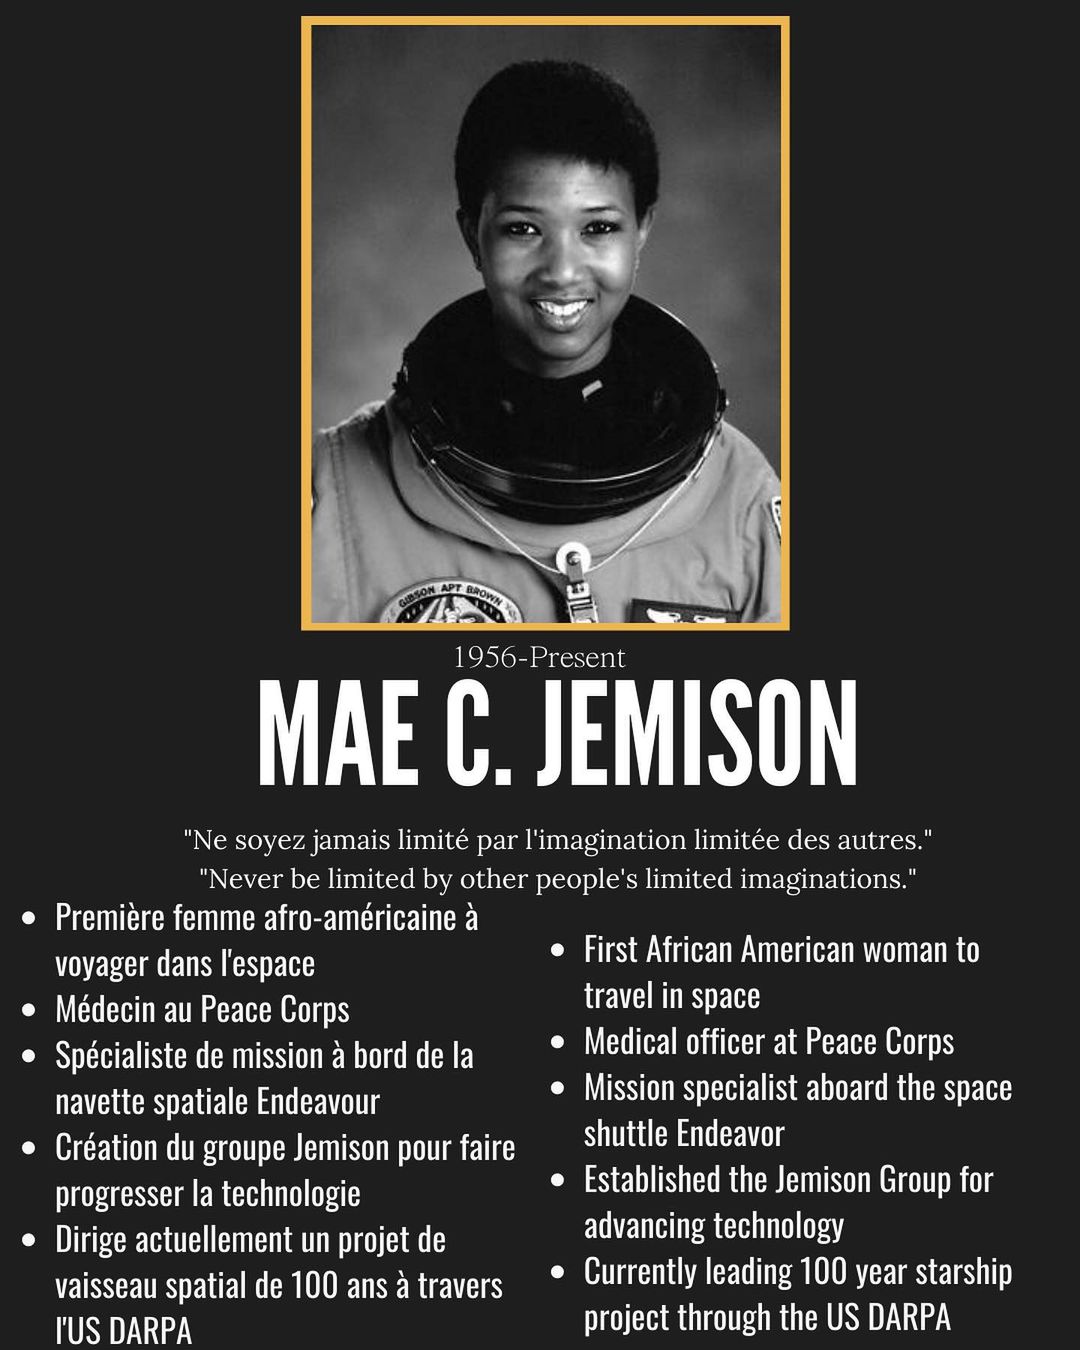 GIBSON APT BROWN
1956-Present
MAE C. JEMISON
"Ne soyez jamais limité par l'imagination limitée des autres."
"Never be limited by other people's limited imaginations."
• Première femme afro-américaine à
voyager dans l'espace
• Médecin au Peace Corps
• Spécialiste de mission à bord de la
navette spatiale Endeavour
• Création du groupe Jemison pour faire
progresser la technologie
• Dirige actuellement un projet de
vaisseau spatial de 100 ans à travers
l'US DARPA
• First African American woman to
travel in space
• Medical officer at Peace Corps
• Mission specialist aboard the space
shuttle Endeavor
• Established the Jemison Group for
advancing technology
• Currently leading 100 year starship
project through the US DARPA